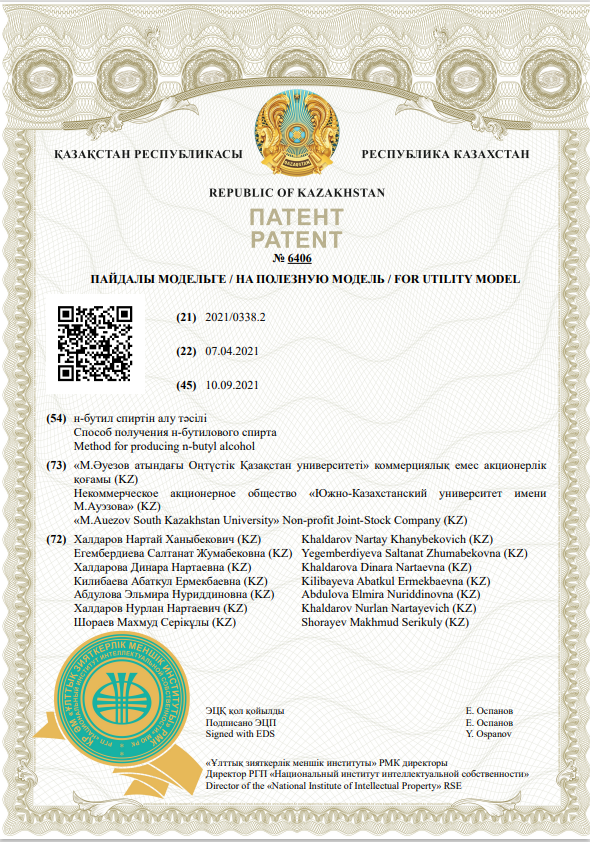 ҚАЗАҚСТАН РЕСПУБЛИКАСЫ
РЕСПУБЛИКА КАЗАХСТАН
REPUBLIC OF KAZAKHSTAN
ПАТЕНТ
PATENT
№ 6406
ПАЙДАЛЫ МОДЕЛЬГЕ / НА ПОЛЕЗНУЮ МОДЕЛЬ / FOR UTILITY MODEL
(21) 2021/0338.2
(22) 07.04.2021
(45) 10.09.2021
(54) н-бутил спиртін алу тәсілі
Способ получения н-бутилового спирта
Method for producing n-butyl alcohol
(73) «М.Әуезов атындағы Оңтүстік Қазақстан университеті» коммерциялық емес акционерлік
қоғамы (KZ)
Некоммерческое акционерное общество «Южно-Казахстанский университет имени
М.Ауэзова» (KZ)
«M.Auezov South Kazakhstan University» Non-profit Joint-Stock Company (KZ)
(72) Халдаров Нартай Ханыбекович (KZ) Khaldarov Nartay Khanybekovich (KZ)
Егембердиева Салтанат Жумабековна (KZ) Yegemberdiyeva Saltanat Zhumabekovna (KZ)
Халдарова Динара Нартаевна (KZ) Khaldarova Dinara Nartaevna (KZ)
Килибаева Абаткул Ермекбаевна (KZ) Kilibayeva Abatkul Ermekbaevna (KZ)
Абдулова Эльмира Нуриддиновна (KZ) Abdulova Elmira Nuriddinovna (KZ)
Халдаров Нурлан Нартаевич (KZ) Khaldarov Nurlan Nartayevich (KZ)
Шораев Махмуд Серікұлы (KZ) Shorayev Makhmud Serikuly (KZ)
ЭЦҚ қол қойылды Е. Оспанов
Подписано ЭЦП Е. Оспанов
Signed with EDS Y. Ospanov
«Ұлттық зияткерлік меншік институты» РМК директоры
Директор РГП «Национальный институт интеллектуальной собственности»
Director of the «National Institute of Intellectual Property» RSE